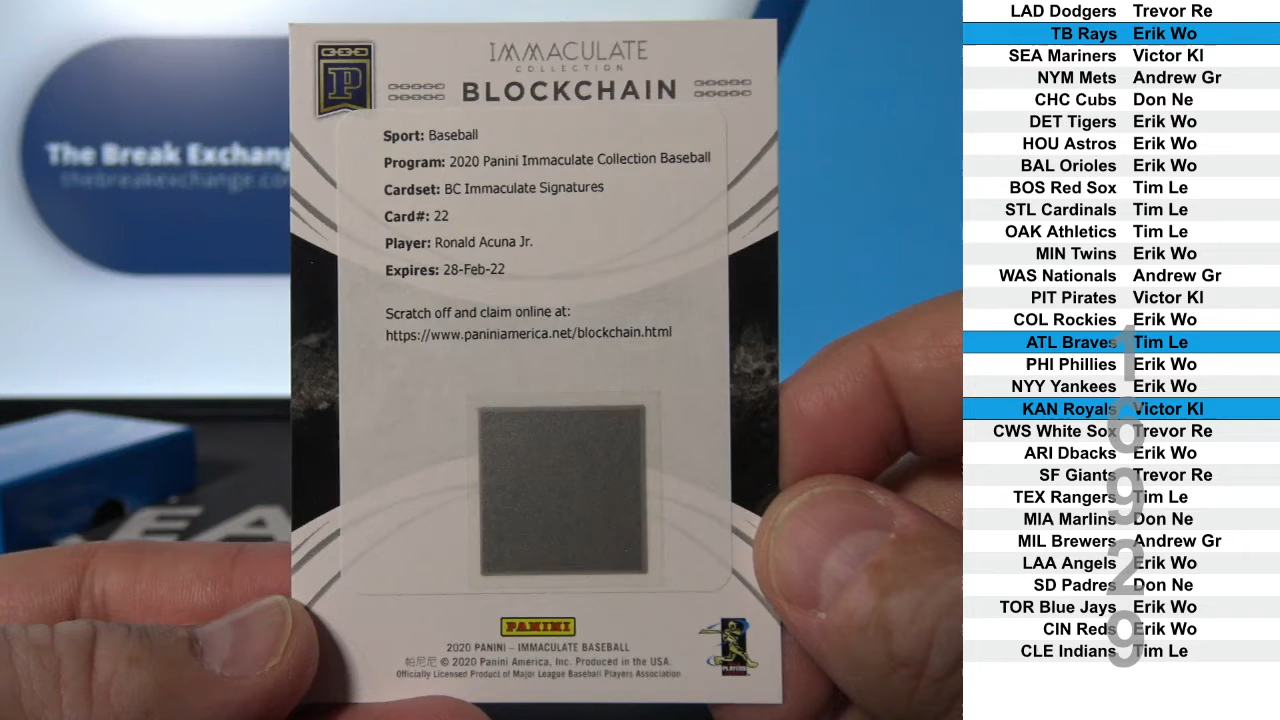 The Break Exchang
thebreakexchange.co
P
IMMACULATE
COLLECTION
BLOCKCHAIN
Sport: Baseball
Program: 2020 Panini Immaculate Collection Baseball
Cardset: BC Immaculate Signatures
Card#: 22
Player: Ronald Acuna Jr.
Expires: 28-Feb-22
Scratch off and claim online at:
https://www.paniniamerica.net/blockchain.html
PANINI
PLAYERS
2020 PANINI – IMMACULATE BASEBALL
帕尼尼 © 2020 Panini America, Inc. Produced in the USA.
Officially Licensed Product of Major League Baseball Players Association
LAD Dodgers Trevor Re
TB Rays Erik Wo
SEA Mariners Victor Kl
NYM Mets Andrew Gr
CHC Cubs Don Ne
DET Tigers Erik Wo
HOU Astros Erik Wo
BAL Orioles Erik Wo
BOS Red Sox Tim Le
STL Cardinals Tim Le
OAK Athletics Tim Le
MIN Twins Erik Wo
WAS Nationals Andrew Gr
PIT Pirates Victor Kl
COL Rockies Erik Wo
ATL Braves Tim Le
PHI Phillies Erik Wo
NYY Yankees Erik Wo
KAN Royals Victor Kl
CWS White Sox Trevor Re
ARI Dbacks Erik Wo
SF Giants Trevor Re
TEX Rangers Tim Le
MIA Marlins Don Ne
MIL Brewers Andrew Gr
LAA Angels Erik Wo
SD Padres Don Ne
TOR Blue Jays Erik Wo
CIN Reds Erik Wo
CLE Indians Tim Le
16929